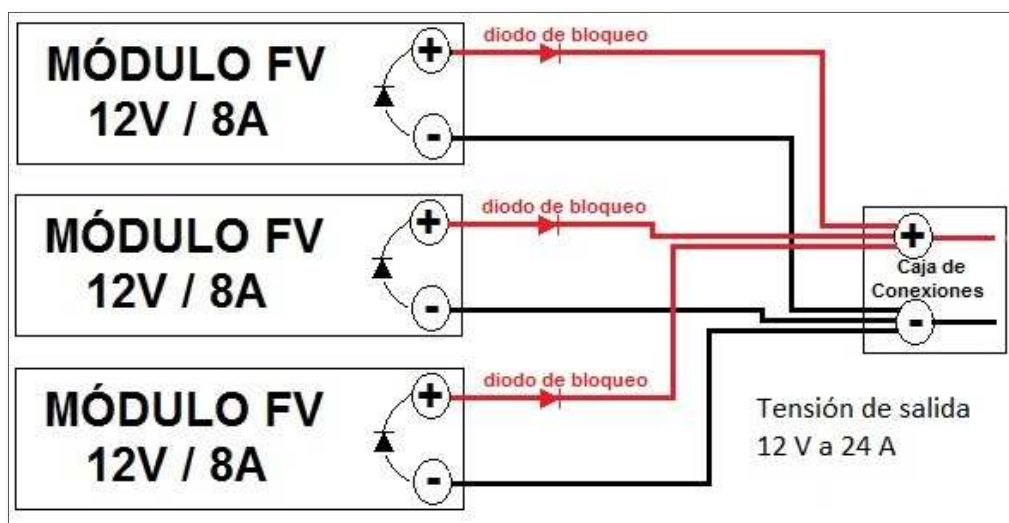 MÓDULO FV
12V / 8A
+
-
diodo de bloqueo
MÓDULO FV
12V / 8A
+
-
diodo de bloqueo
MÓDULO FV
12V / 8A
+
-
diodo de bloqueo
+
Caja de
Conexiones
-
Tensión de salida
12 V a 24 A